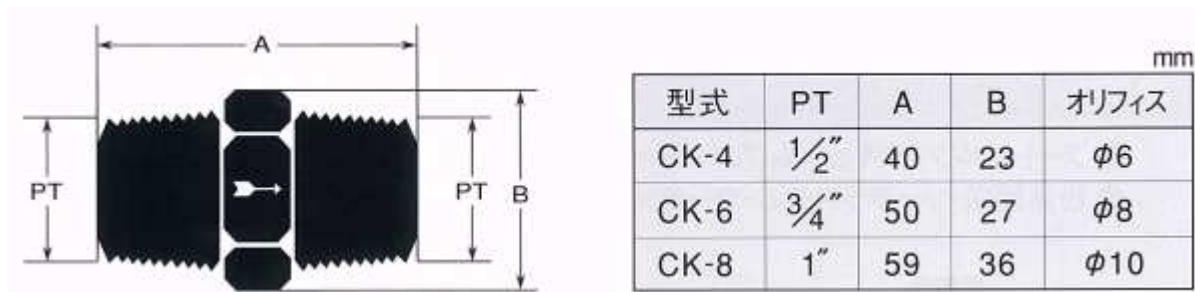 A
PT
PT
B
mm
型式 PT A B オリフィス
CK-4 1/2″ 40 23 φ6
CK-6 3/4″ 50 27 φ8
CK-8 1″ 59 36 φ10